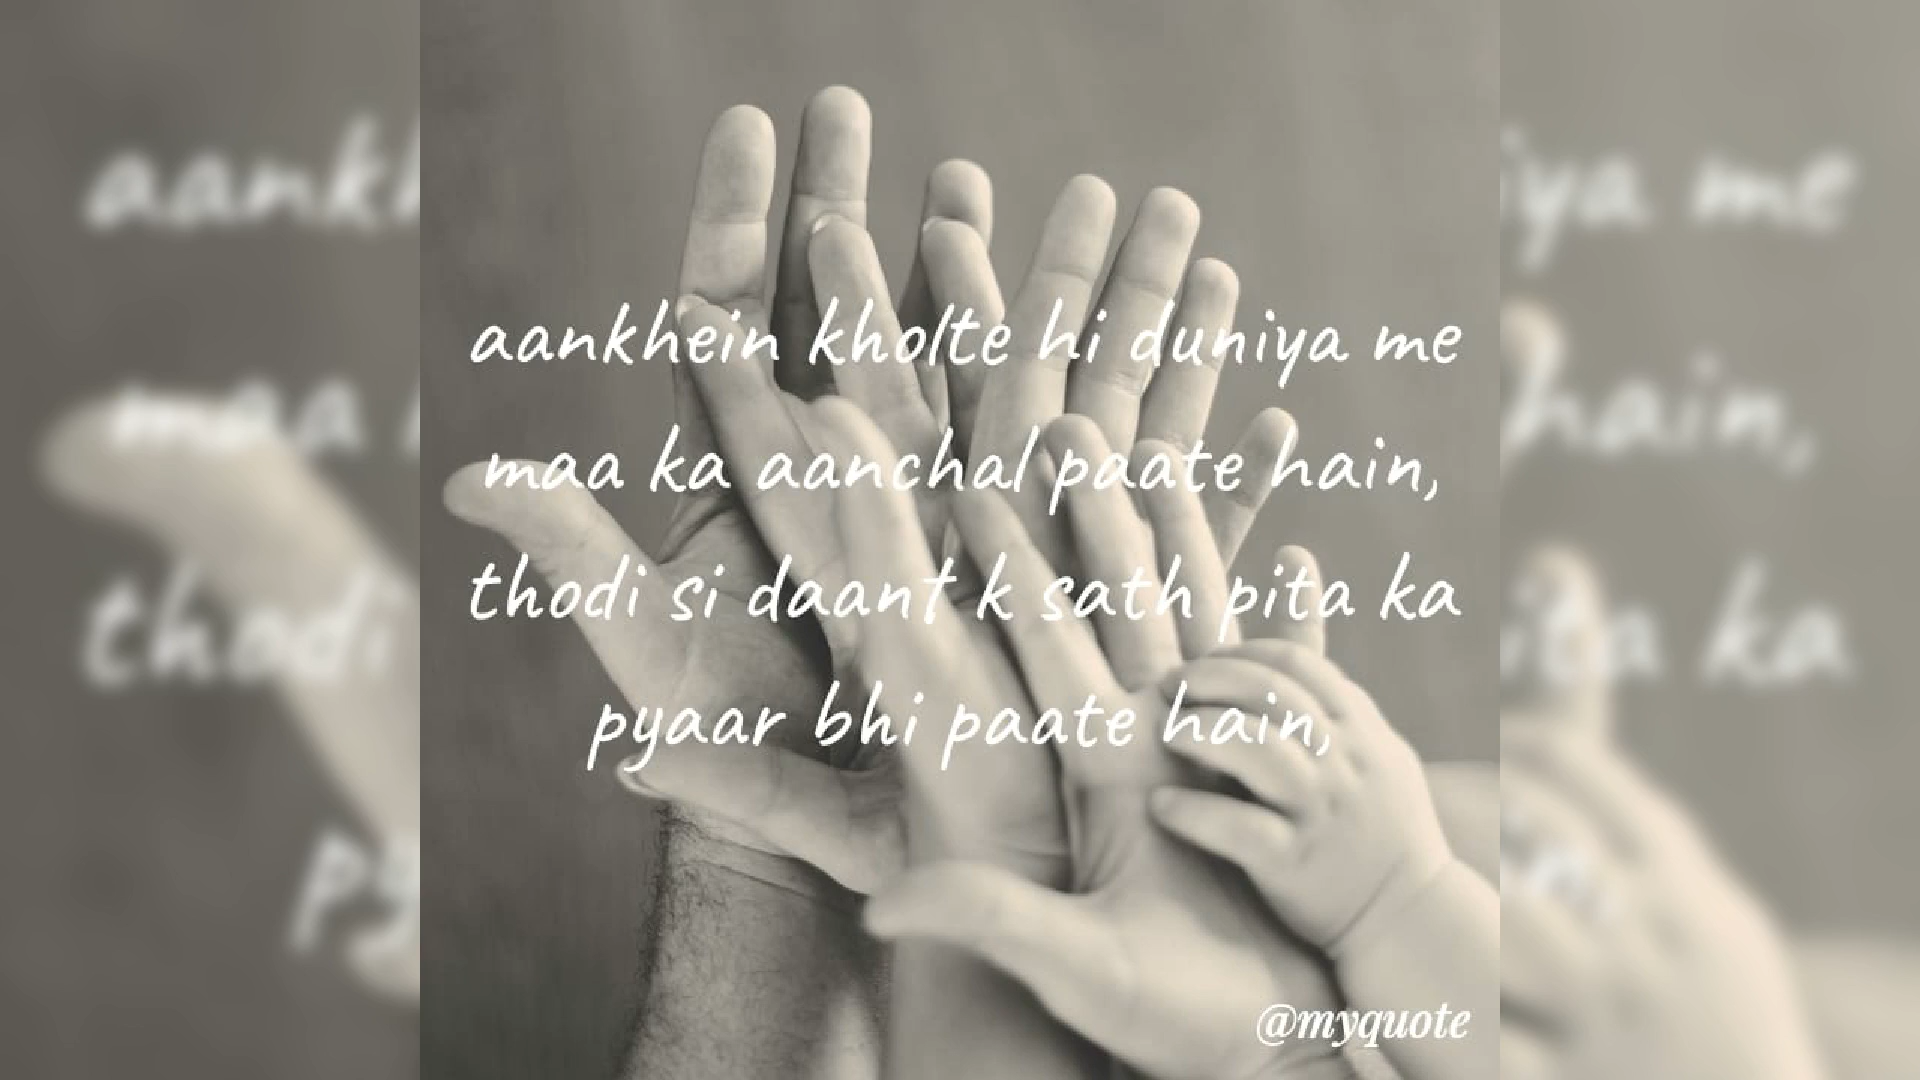 aankhein kholte hi duniya me
maa ka aanchal paate hain,
thodi si daant k sath pita ka
pyaar bhi paate hain,
@myquote